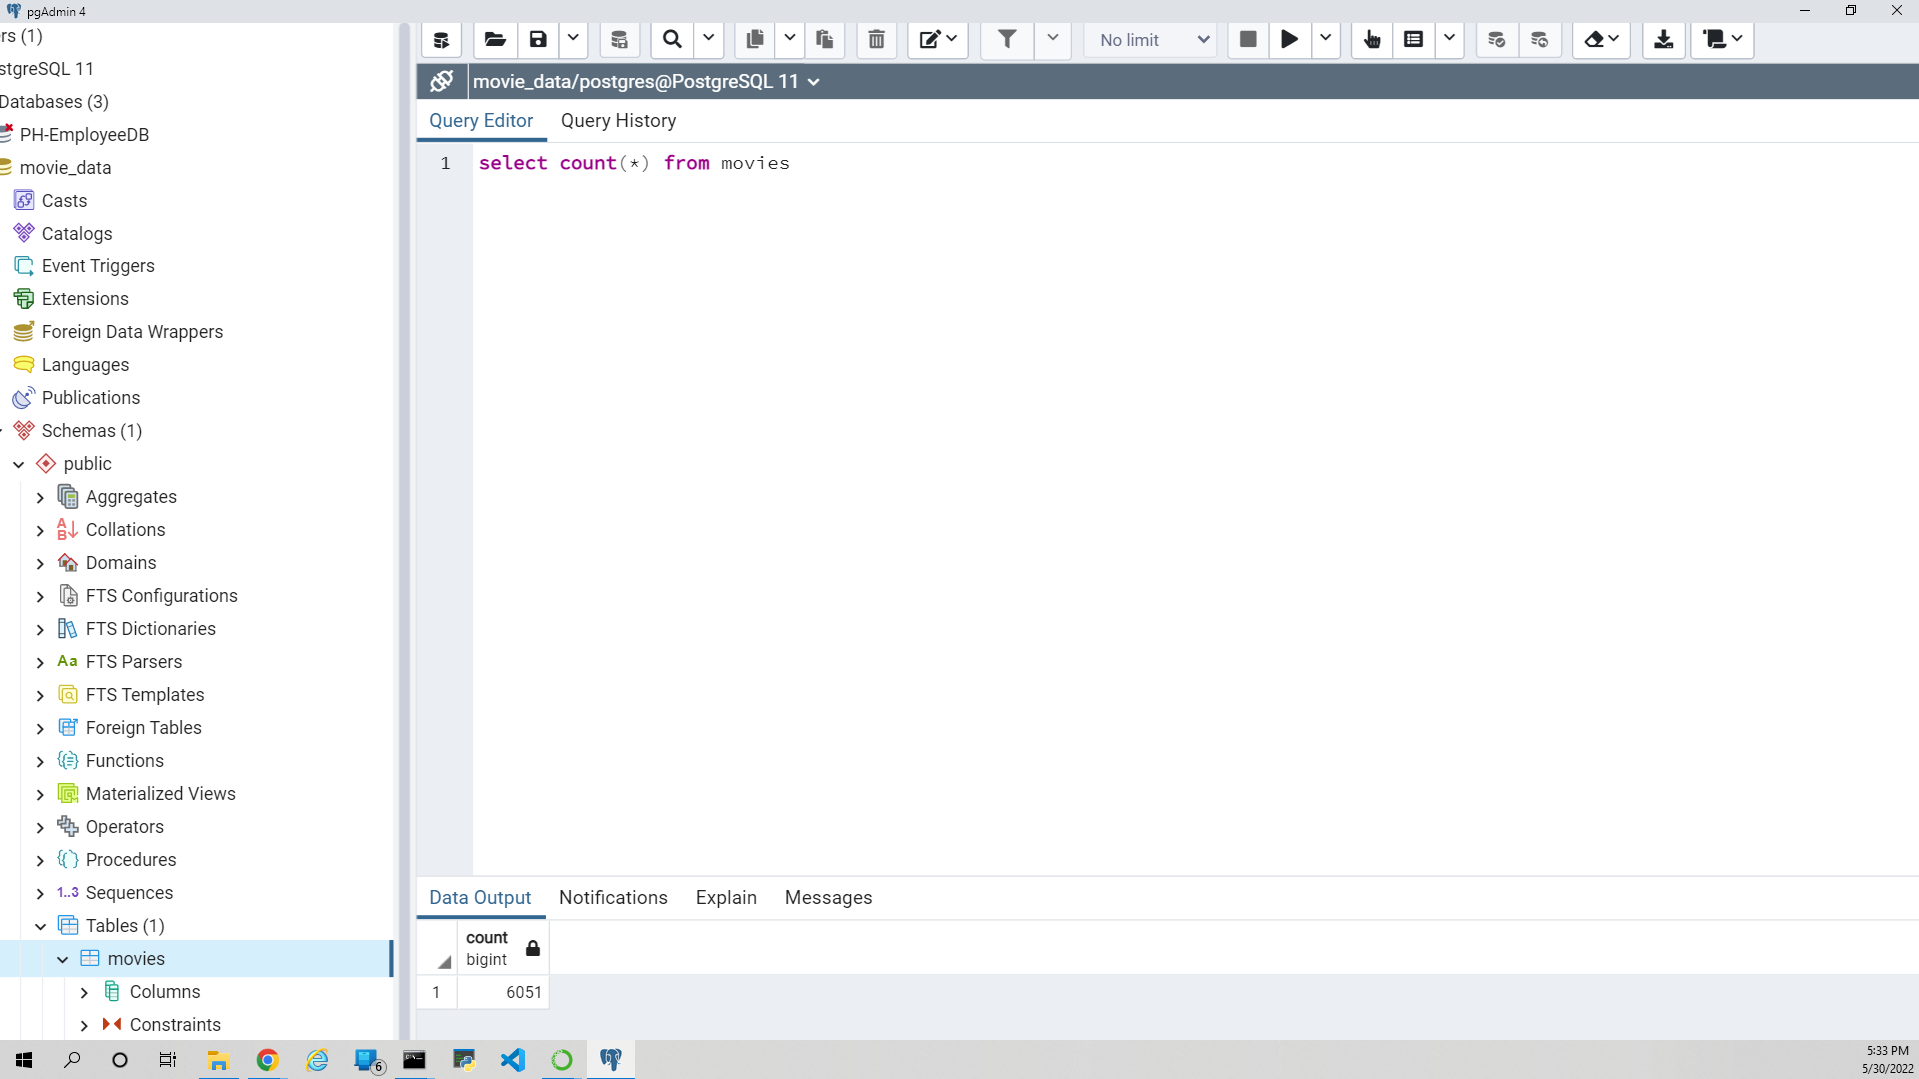 pgAdmin 4
rs (1)
stgreSQL 11
Databases (3)
PH-EmployeeDB
movie_data
Casts
Catalogs
Event Triggers
Extensions
Foreign Data Wrappers
Languages
Publications
Schemas (1)
public
Aggregates
Collations
Domains
FTS Configurations
FTS Dictionaries
Aa FTS Parsers
FTS Templates
Foreign Tables
Functions
Materialized Views
Operators
Procedures
1..3 Sequences
Tables (1)
movies
Columns
Constraints
No limit
movie_data/postgres@PostgreSQL 11
Query Editor Query History
1 select count(*) from movies
Data Output Notifications Explain Messages
count
bigint
1 6051
6
5:33 PM
5/30/2022